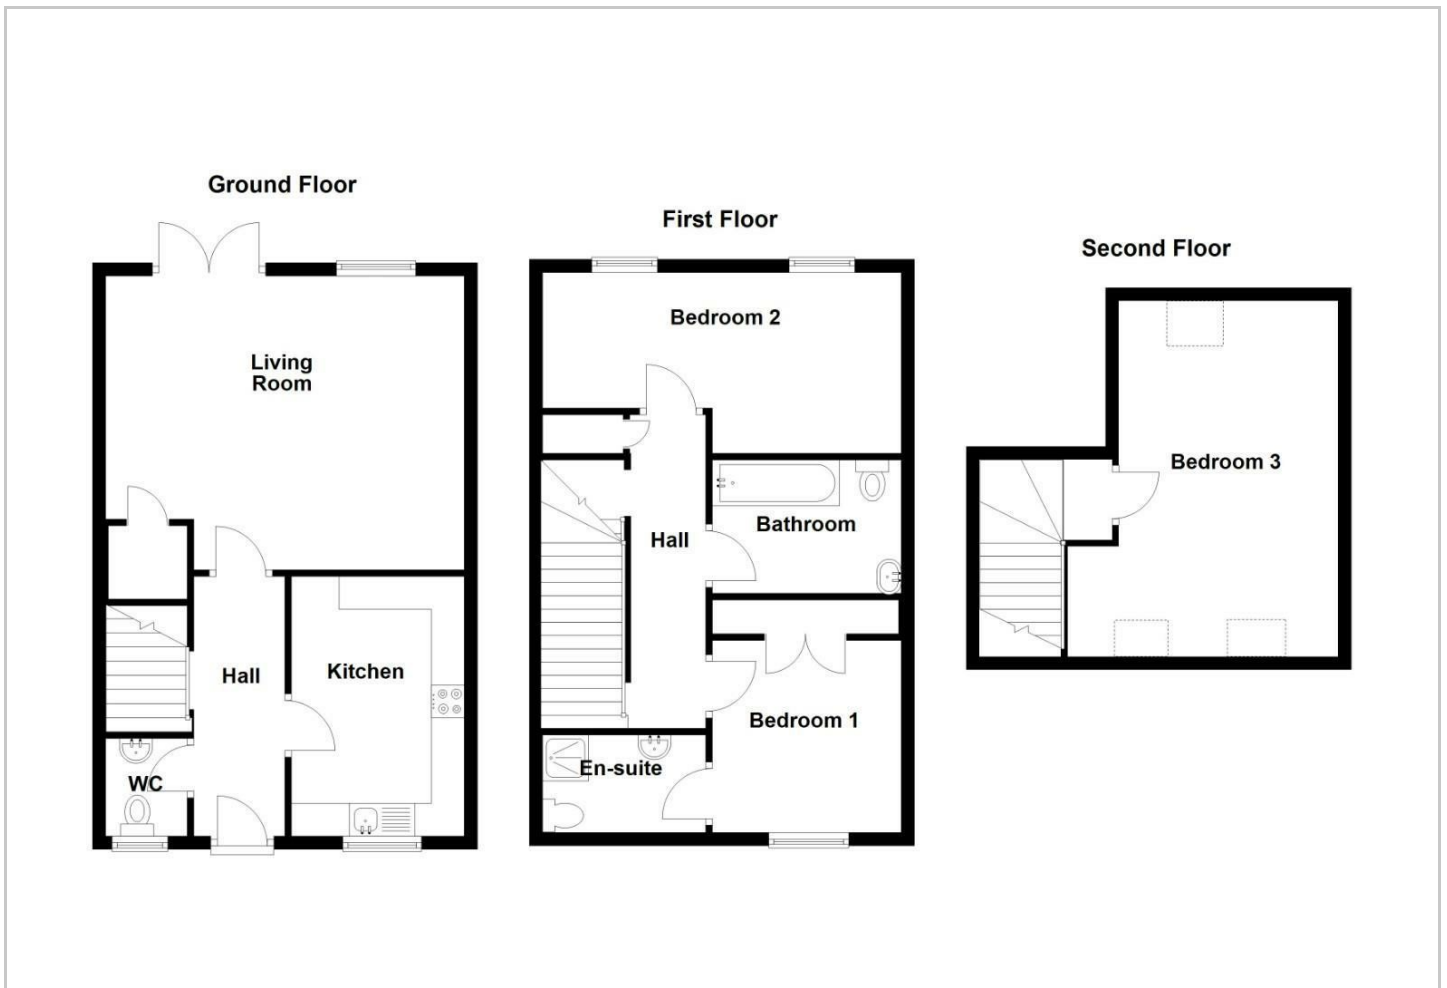 Ground Floor
Living
Room
Hall
Kitchen
WC
First Floor
Bedroom 2
Bathroom
Hall
Bedroom 1
En-suite
Second Floor
Bedroom 3